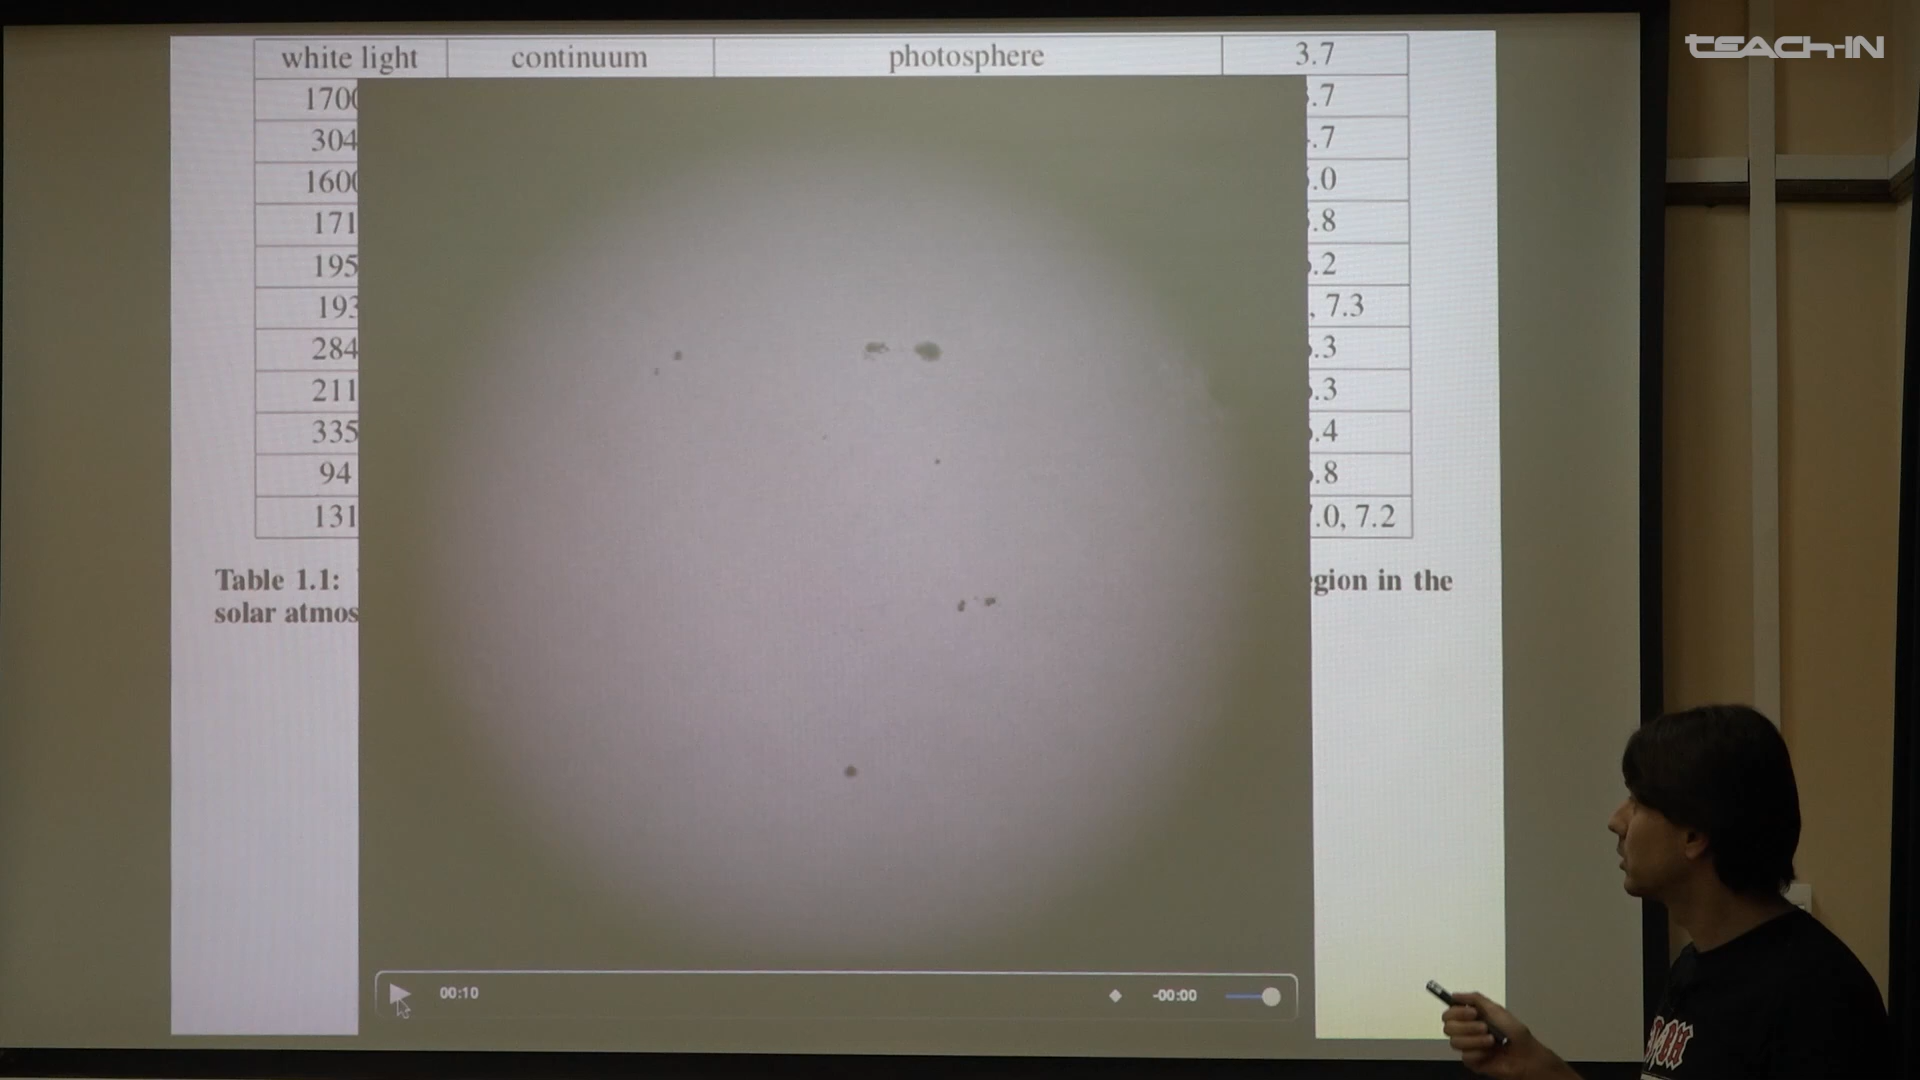 TEACH-IN
white light continuum photosphere 3.7
1700 .7
304 .7
1600 .0
171 .8
195 .2
193 , 7.3
284 .3
211 .3
335 .4
94 .8
131 .0, 7.2
Table 1.1: gion in the
solar atmos
00:10 -00:00